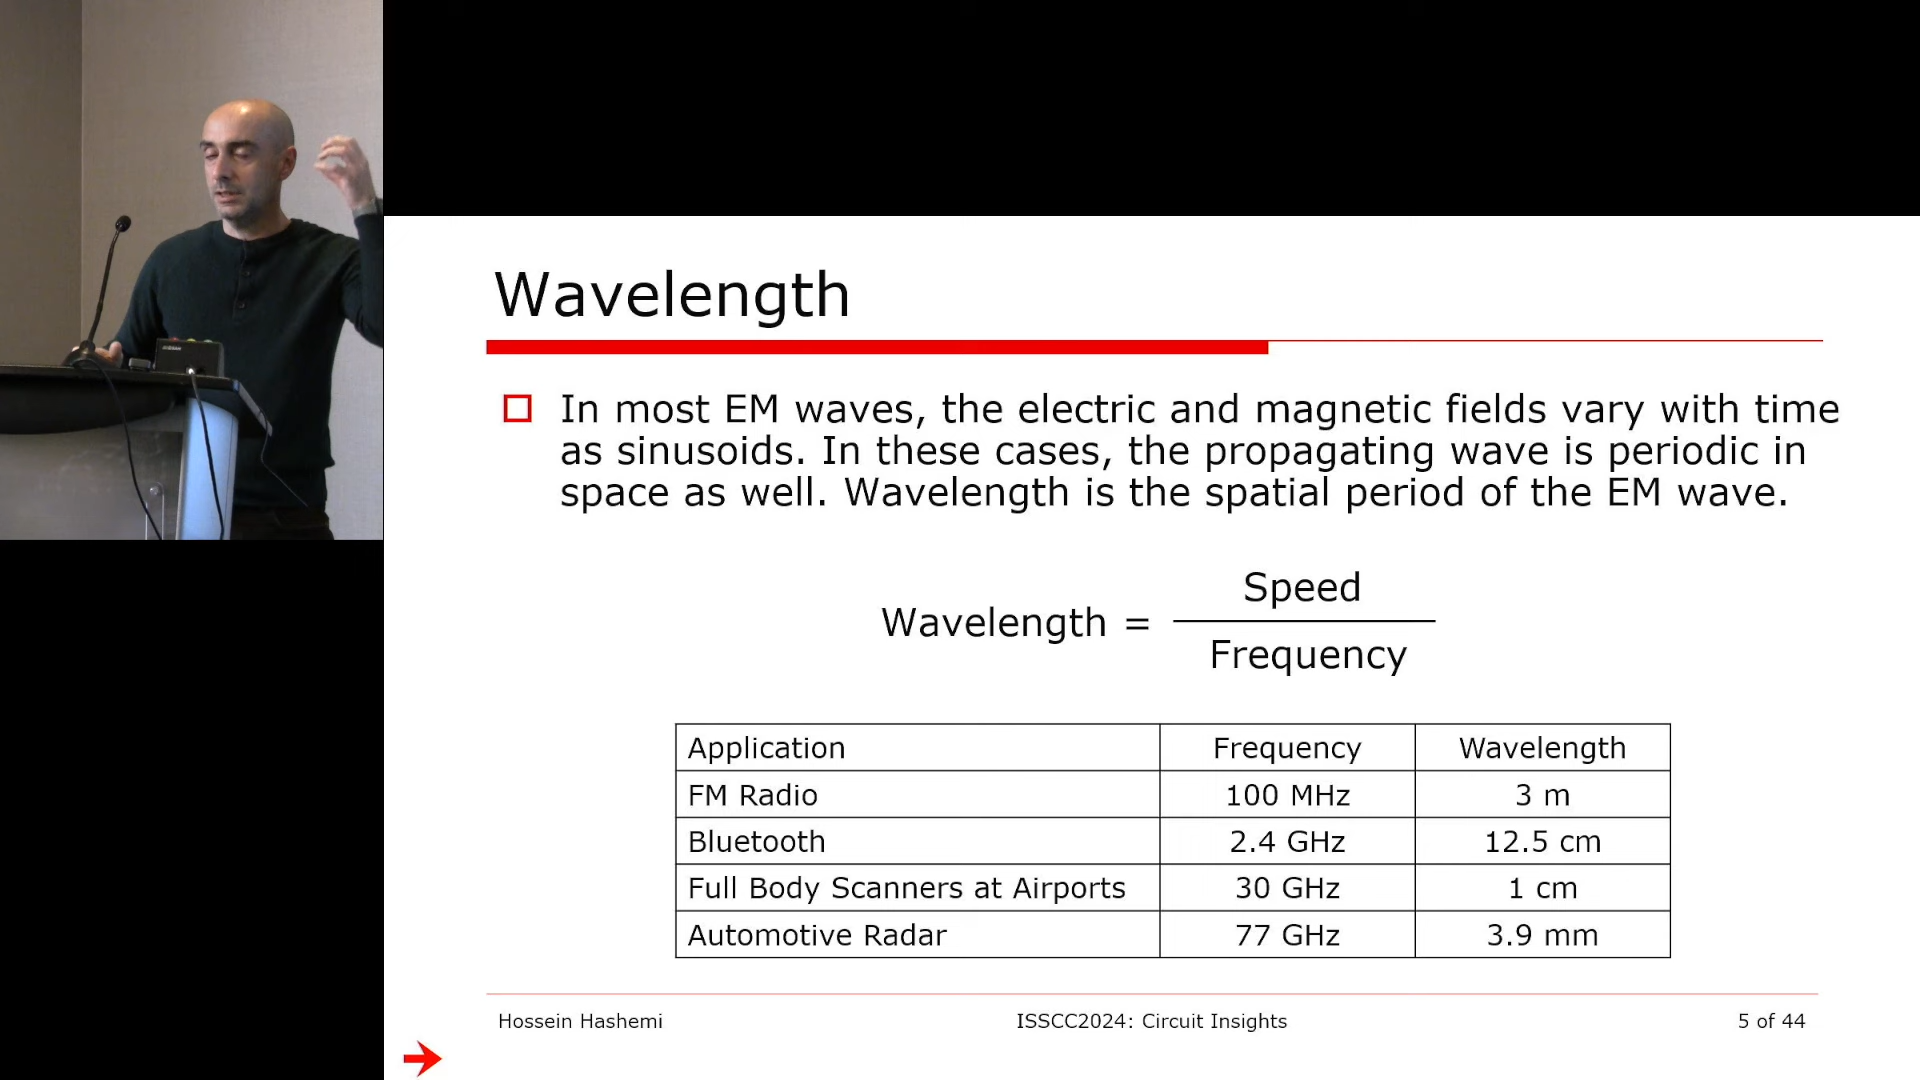 Wavelength
In most EM waves, the electric and magnetic fields vary with time
as sinusoids. In these cases, the propagating wave is periodic in
space as well. Wavelength is the spatial period of the EM wave.
Wavelength =
Speed
Frequency
Application Frequency Wavelength
FM Radio 100 MHz 3 m
Bluetooth 2.4 GHz 12.5 cm
Full Body Scanners at Airports 30 GHz 1 cm
Automotive Radar 77 GHz 3.9 mm
Hossein Hashemi ISSCC2024: Circuit Insights 5 of 44